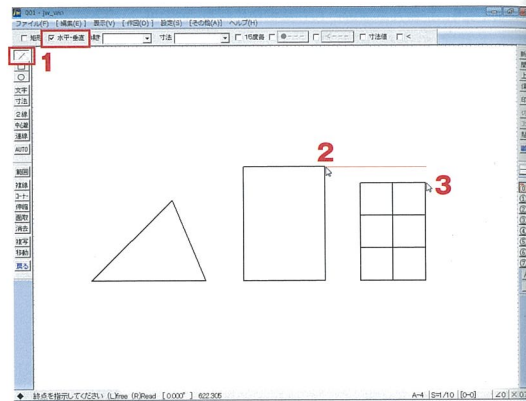 001 - jw_win
ファイル(F) [編集(E)] 表示(V) [作図(D)] 設定(S) [その他(A)] ヘルプ(H)
矩形 水平・垂直 傾き 寸法 15度毎 ●--- <--- 寸法値 <
1
文字
寸法
2線
中心線
連線
AUTO
範囲
複線
コーナー
伸縮
面取
消去
複写
移動
戻る
2
3
◆ 終点を指示してください (L)free (R)Read [0.000°] 622.305
A-4 S=1/10 [0-0] ∠0